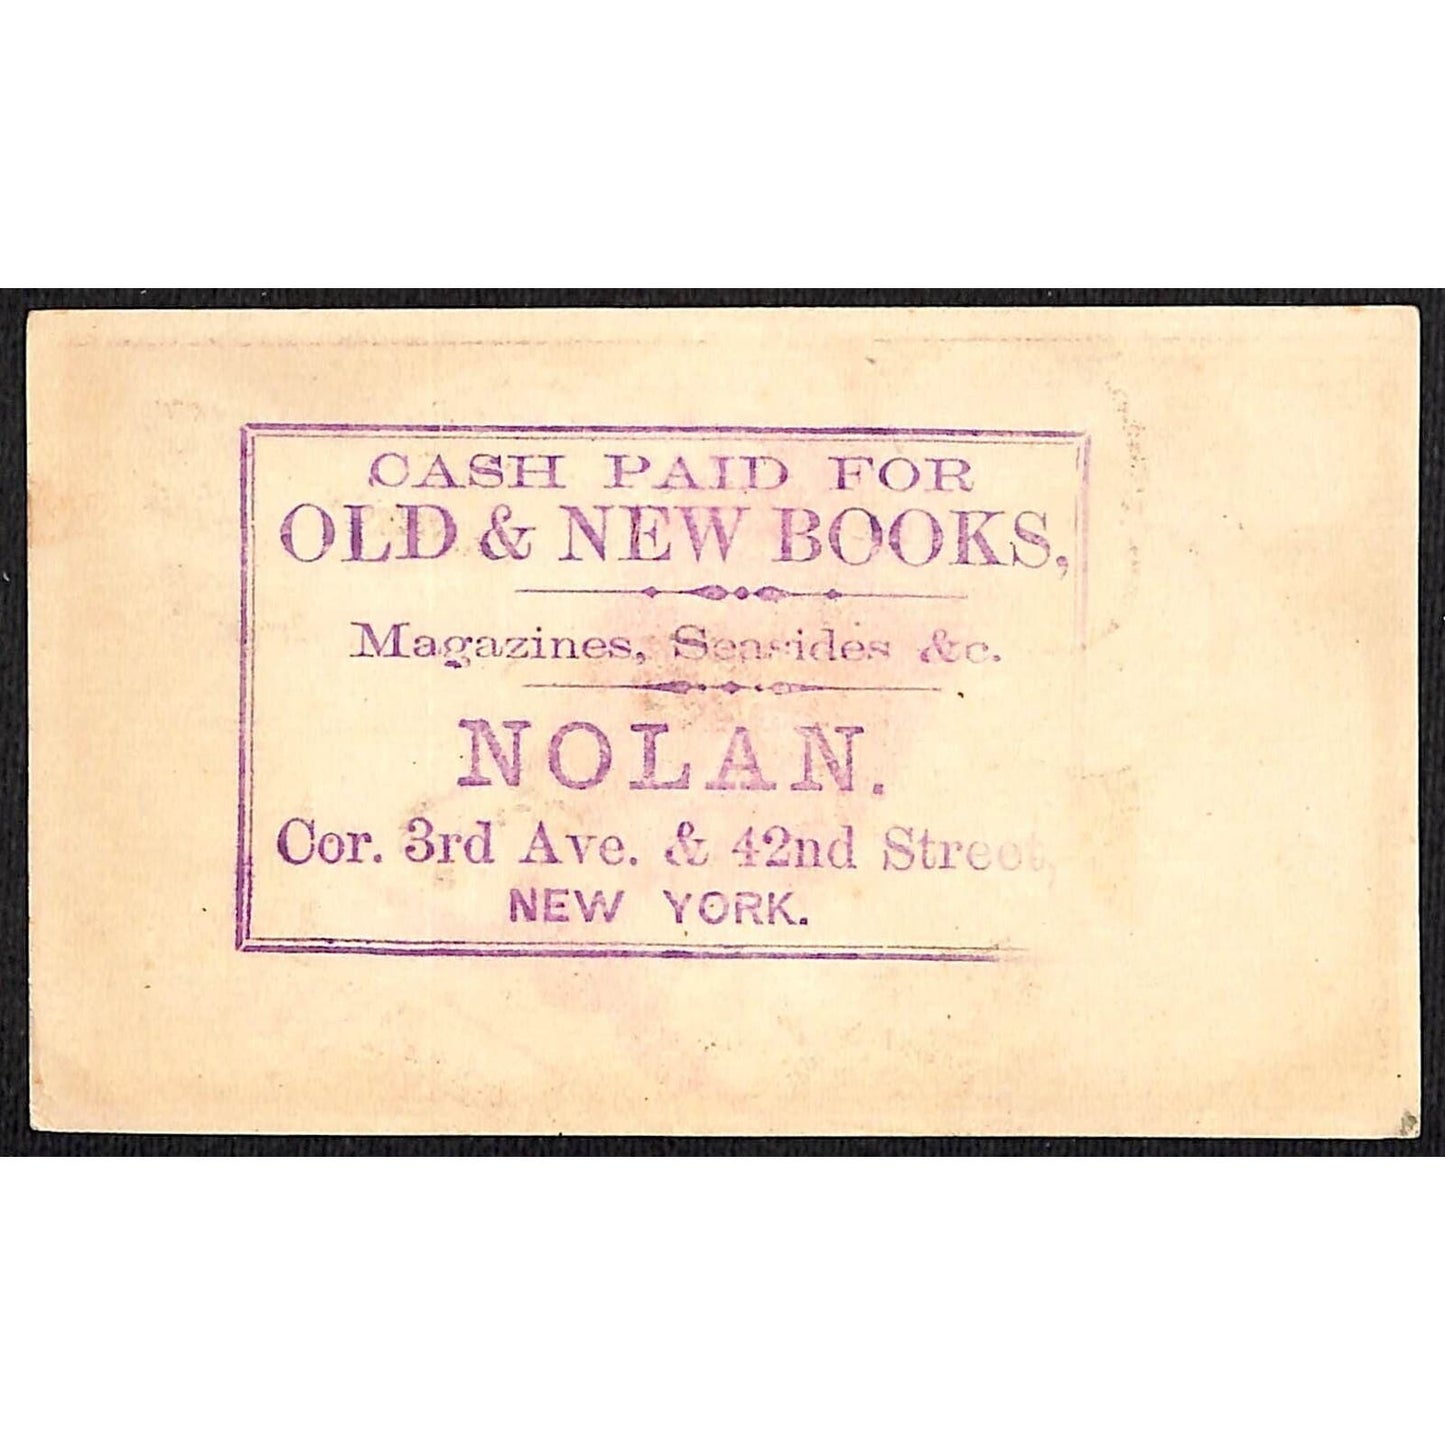 CASH PAID FOR
OLD & NEW BOOKS,
Magazines, Seasides &c.
NOLAN.
Cor. 3rd Ave. & 42nd Street,
NEW YORK.